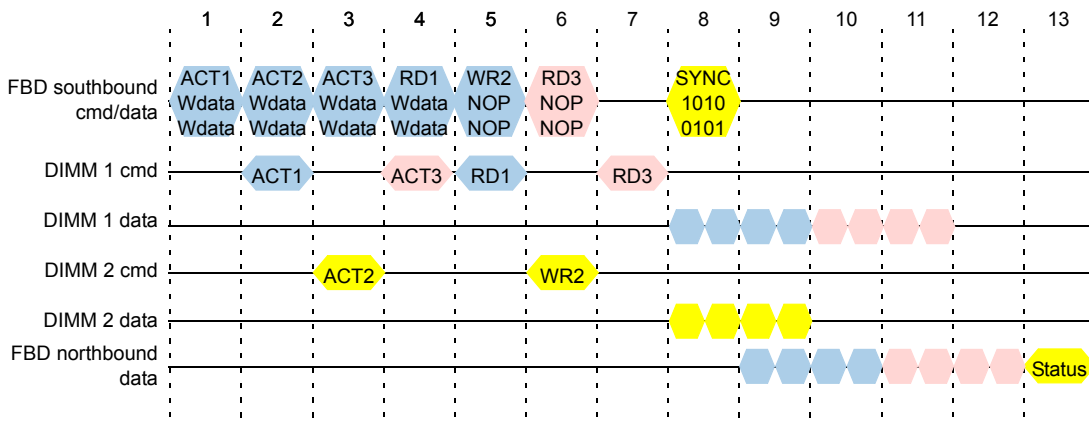 1 2 3 4 5 6 7 8 9 10 11 12 13
FBD southbound
cmd/data
ACT1 ACT2 ACT3 RD1 WR2 RD3 SYNC
Wdata Wdata Wdata Wdata NOP NOP 1010
Wdata Wdata Wdata Wdata NOP NOP 0101
DIMM 1 cmd ACT1 ACT3 RD1 RD3
DIMM 1 data
DIMM 2 cmd ACT2 WR2
DIMM 2 data
FBD northbound
data
Status